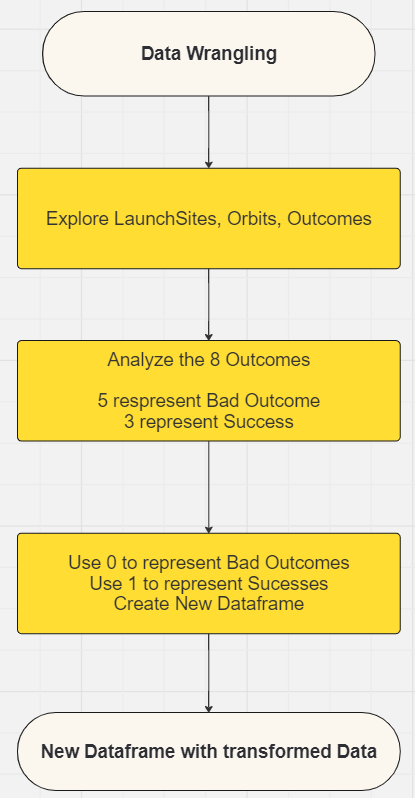 Data Wrangling
Explore LaunchSites, Orbits, Outcomes
Analyze the 8 Outcomes
5 respresent Bad Outcome
3 represent Success
Use 0 to represent Bad Outcomes
Use 1 to represent Sucesses
Create New Dataframe
New Dataframe with transformed Data